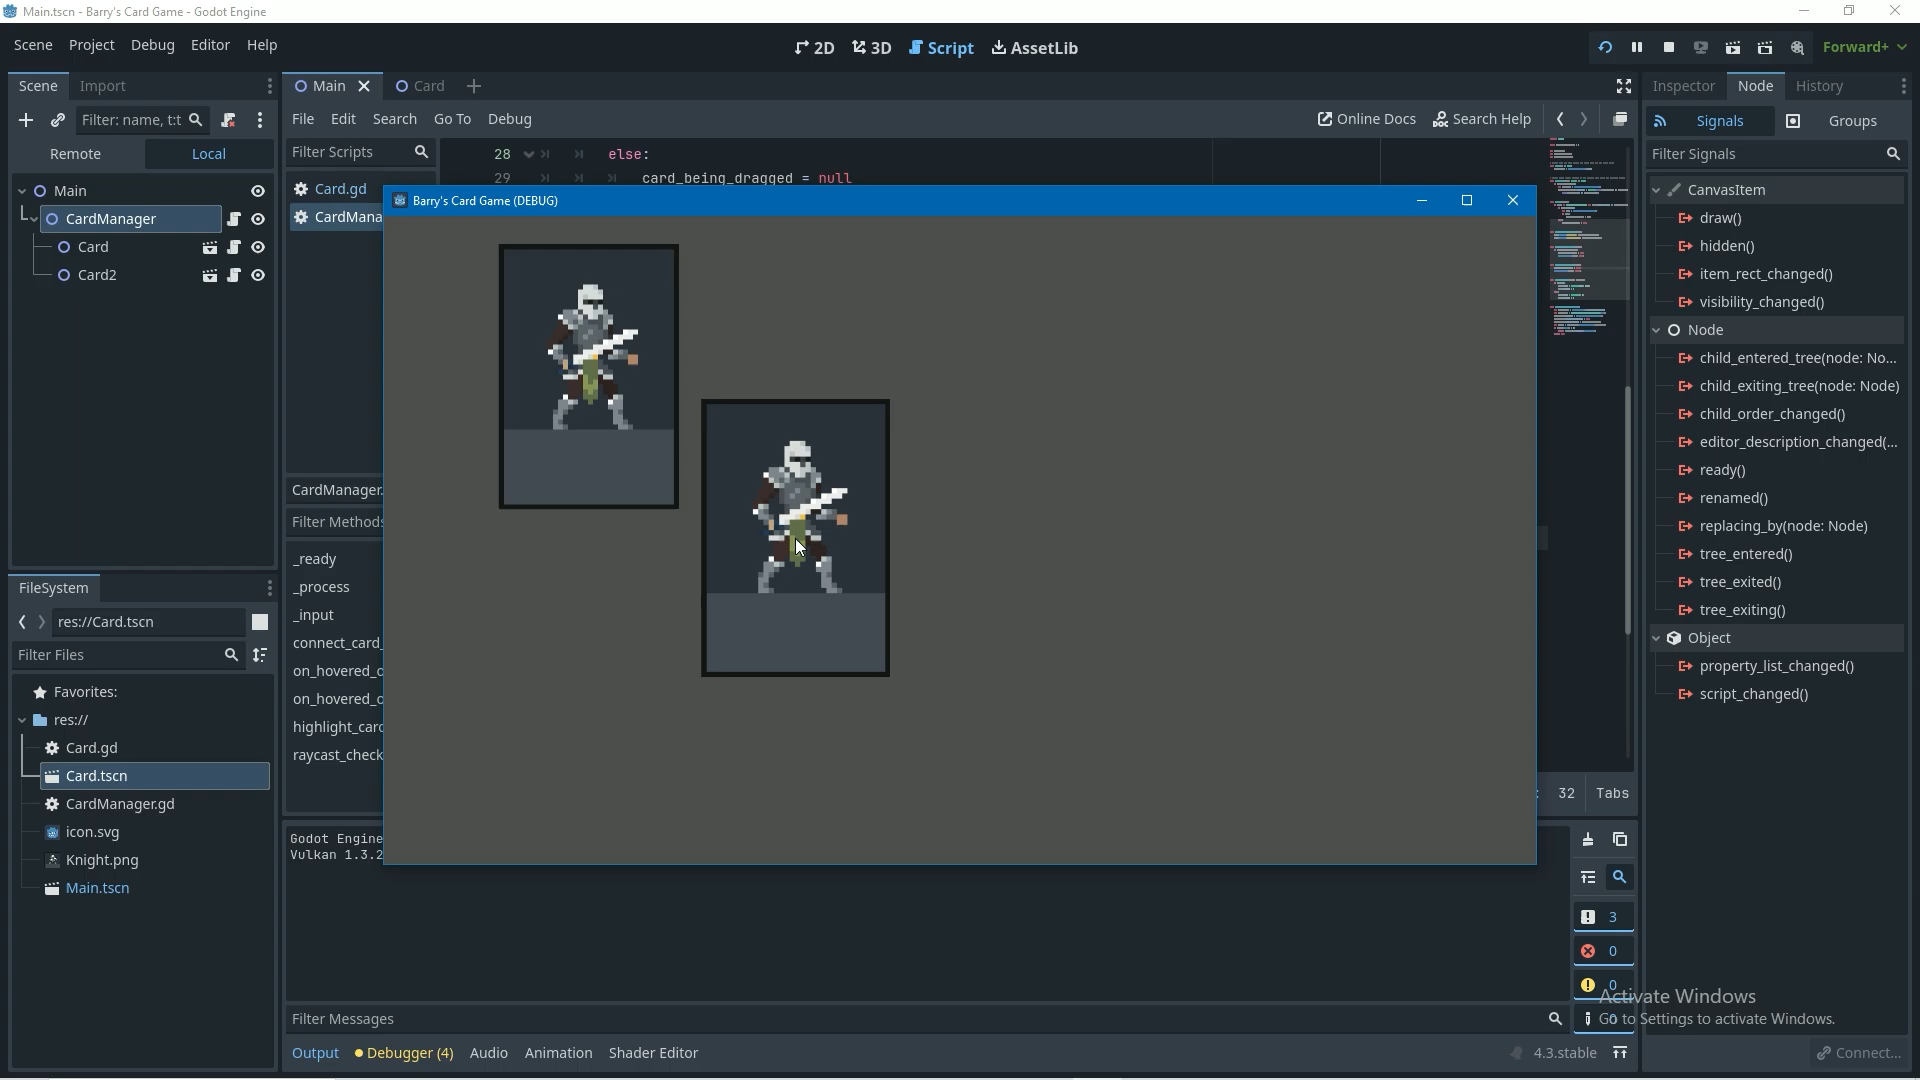 Main.tscn - Barry's Card Game - Godot Engine
Scene Project Debug Editor Help
2D 3D Script AssetLib
Forward+
Scene Import
Main Card
Inspector Node History
Filter: name, t:t
File Edit Search Go To Debug
Online Docs Search Help
Signals Groups
Remote Local
Filter Scripts
28 else:
29 card_being_dragged = null
Filter Signals
Main
CardManager
Card
Card2
Card.gd
CardMana
Barry's Card Game (DEBUG)
CanvasItem
draw()
hidden()
item_rect_changed()
visibility_changed()
Node
child_entered_tree(node: No...
child_exiting_tree(node: Node)
child_order_changed()
editor_description_changed(...
ready()
renamed()
replacing_by(node: Node)
tree_entered()
tree_exited()
tree_exiting()
Object
property_list_changed()
script_changed()
CardManager.
Filter Methods
_ready
_process
_input
connect_card_
on_hovered_o
on_hovered_o
highlight_card
raycast_check
FileSystem
res://Card.tscn
Filter Files
Favorites:
res://
Card.gd
Card.tscn
CardManager.gd
icon.svg
Knight.png
Main.tscn
: 32 Tabs
Godot Engine
Vulkan 1.3.2
3
0
0
0
Filter Messages
Output Debugger (4) Audio Animation Shader Editor
4.3.stable
Connect...
Activate Windows
Go to Settings to activate Windows.